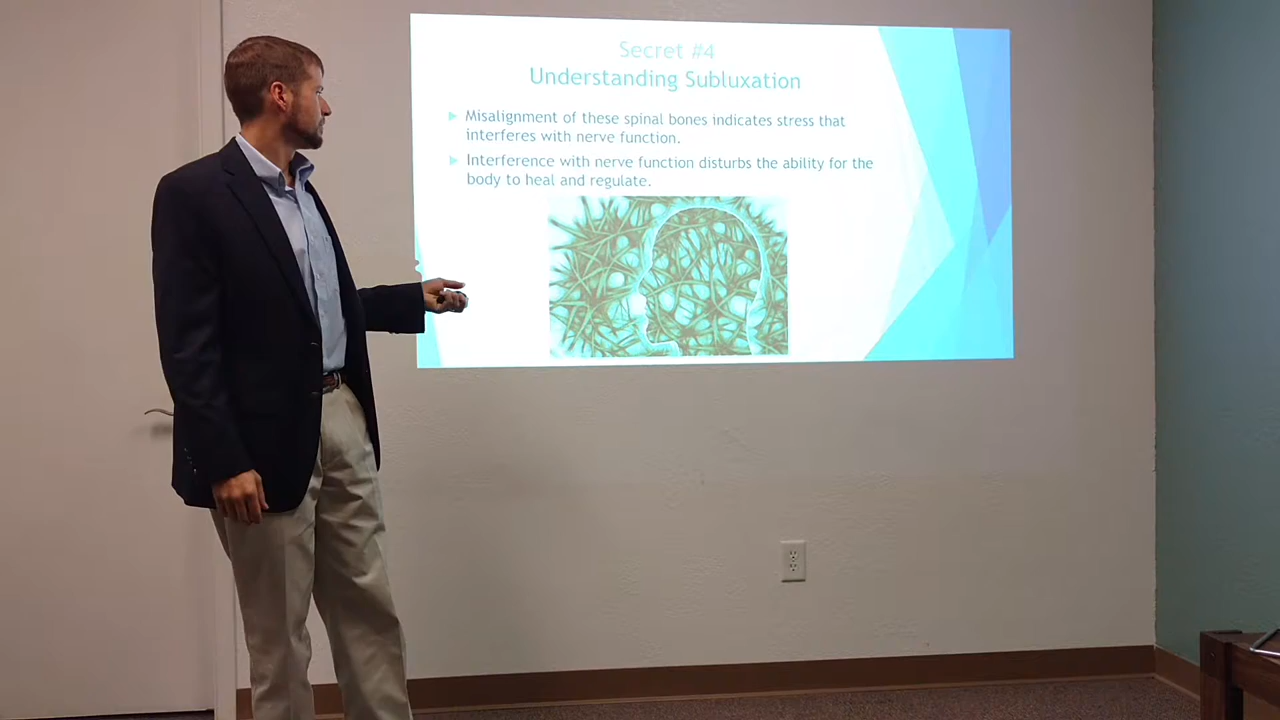 Secret #4
Understanding Subluxation
Misalignment of these spinal bones indicates stress that
interferes with nerve function.
Interference with nerve function disturbs the ability for the
body to heal and regulate.